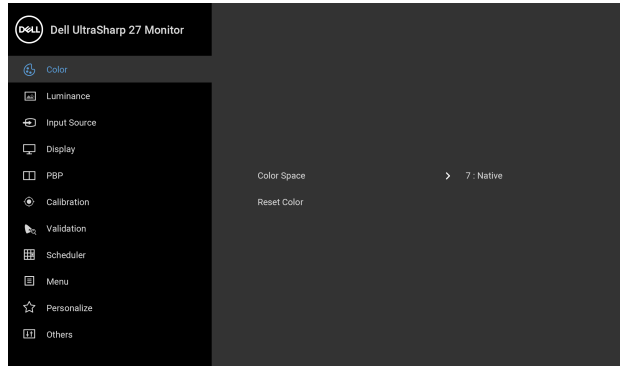 DELL Dell UltraSharp 27 Monitor
Color
Luminance
Input Source
Display
PBP
Color Space 7 : Native
Calibration
Reset Color
Validation
Scheduler
Menu
Personalize
Others